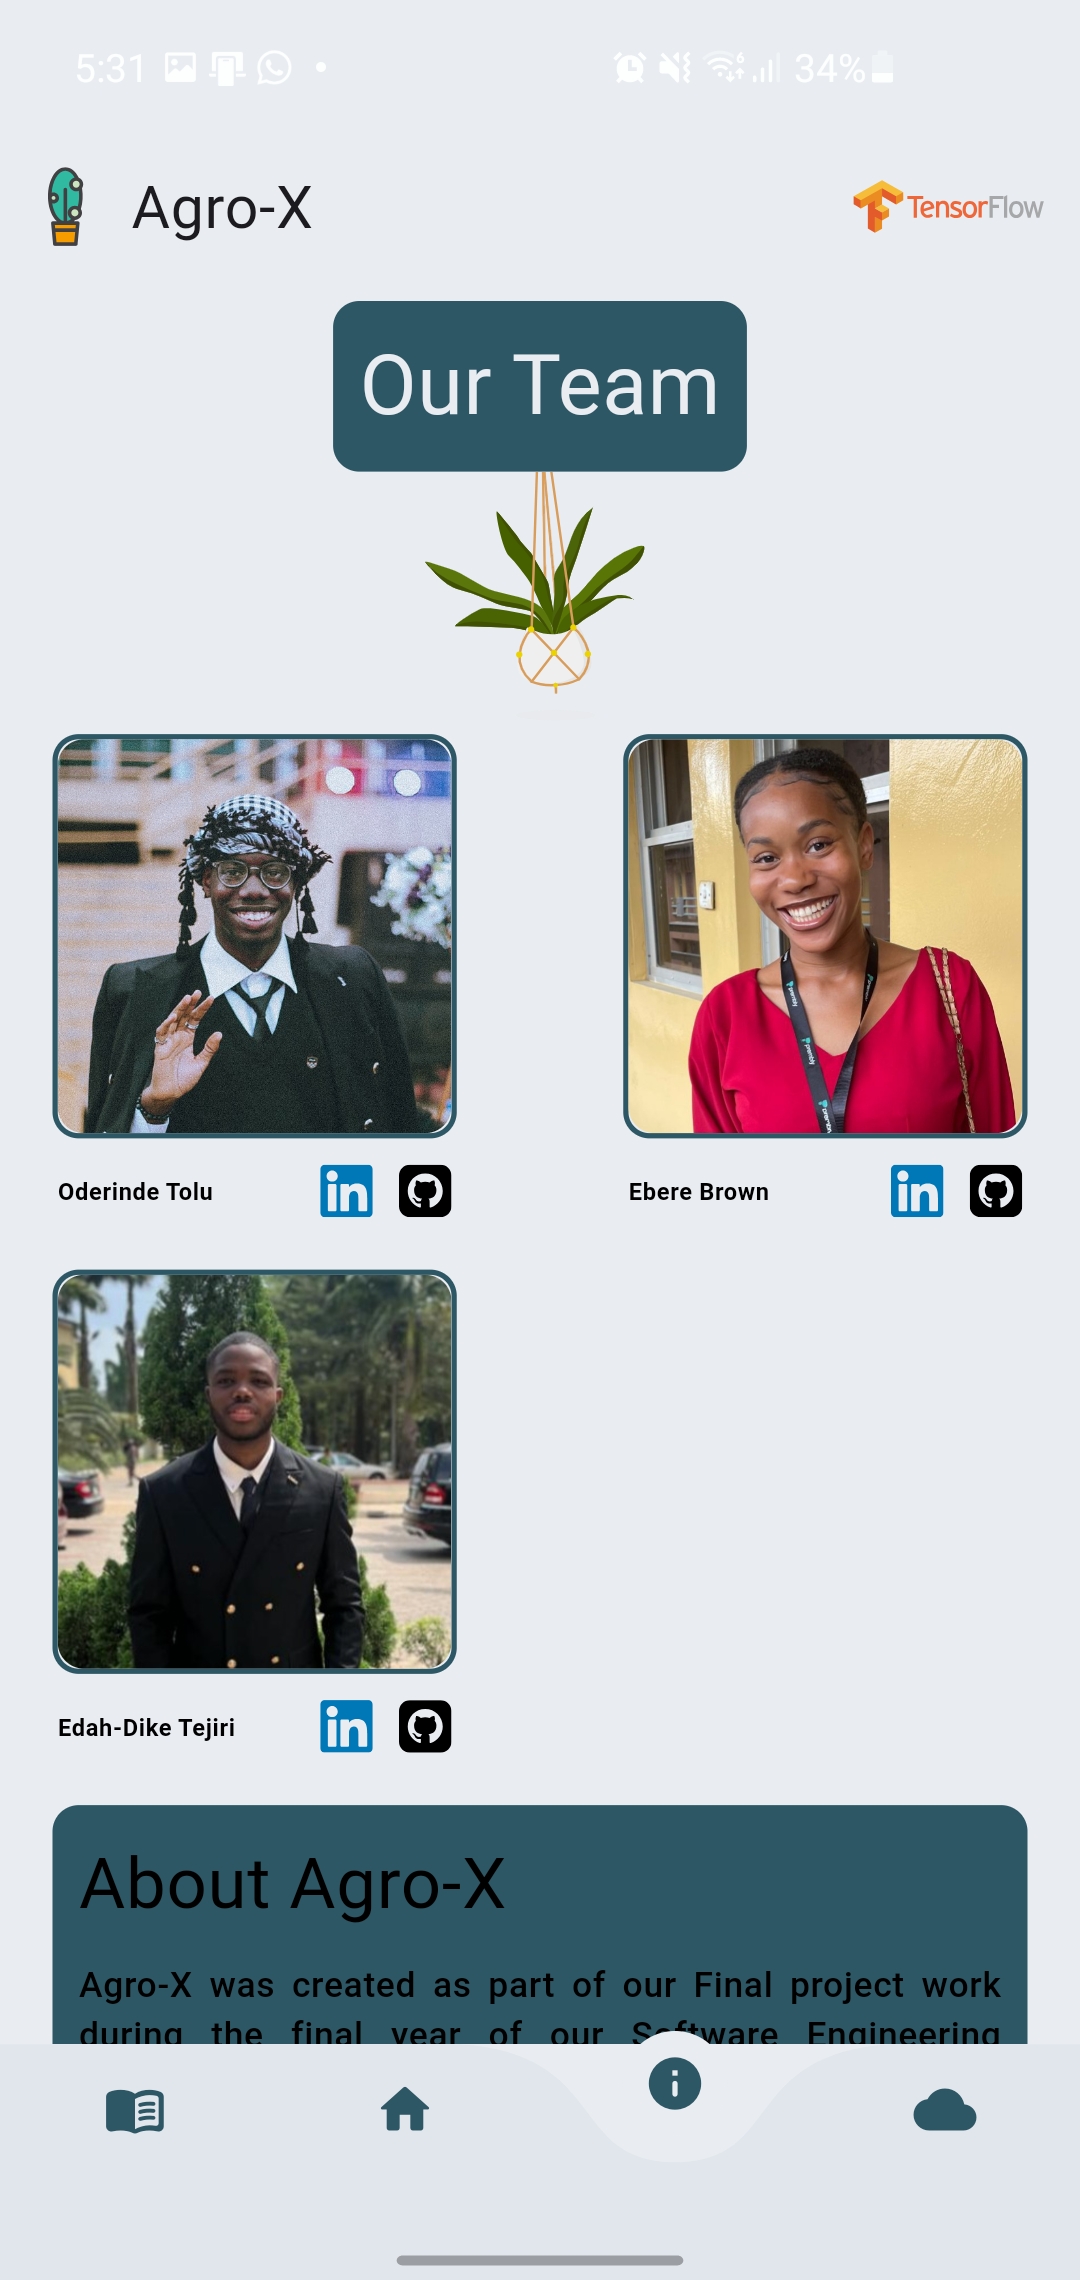 5:31
34%
Agro-X
TensorFlow
Our Team
Oderinde Tolu
in
Ebere Brown
in
Edah-Dike Tejiri
in
About Agro-X
Agro-X was created as part of our Final project work
during the final year of our Software Engineering